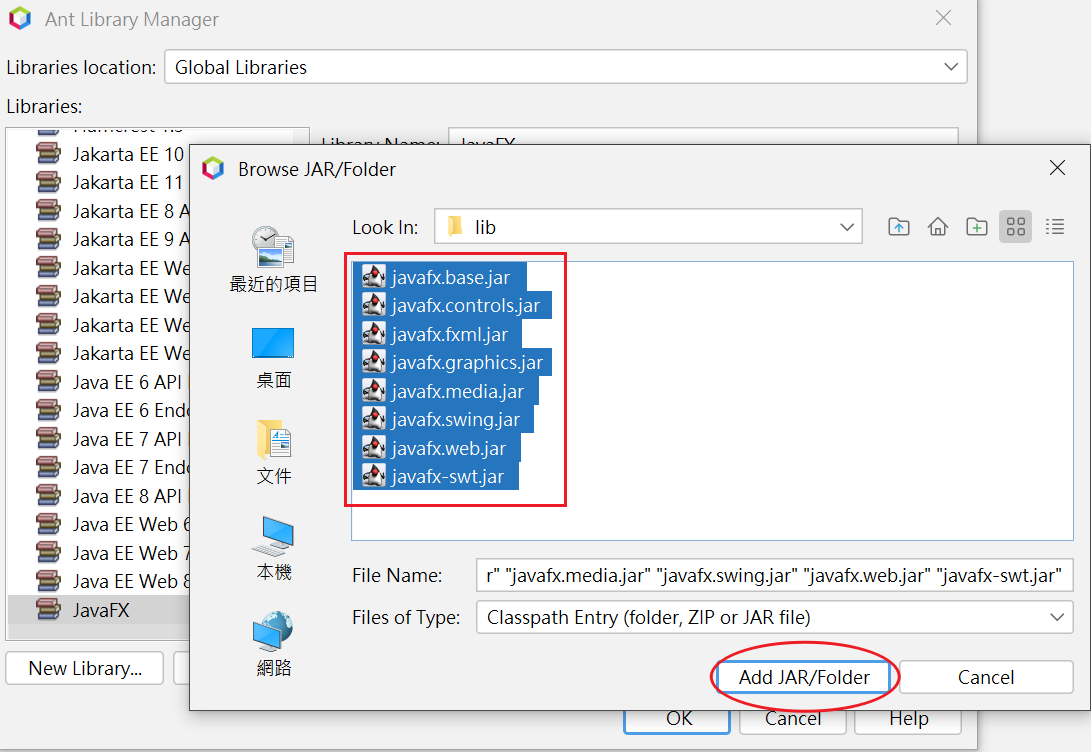 Ant Library Manager
Libraries location:
Global Libraries
Libraries:
Jakarta EE 10
Jakarta EE 11
Jakarta EE 8 A
Jakarta EE 9 A
Jakarta EE We
Jakarta EE We
Jakarta EE We
Jakarta EE We
Java EE 6 API
Java EE 6 Endo
Java EE 7 API
Java EE 7 Endo
Java EE 8 API
Java EE Web 6
Java EE Web 7
Java EE Web 8
JavaFX
New Library...
Library Name:
JavaFX
Browse JAR/Folder
Look In:
lib
最近的項目
桌面
文件
本機
網路
javafx.base.jar
javafx.controls.jar
javafx.fxml.jar
javafx.graphics.jar
javafx.media.jar
javafx.swing.jar
javafx.web.jar
javafx-swt.jar
File Name:
r" "javafx.media.jar" "javafx.swing.jar" "javafx.web.jar" "javafx-swt.jar"
Files of Type:
Classpath Entry (folder, ZIP or JAR file)
Add JAR/Folder
Cancel
OK
Cancel
Help